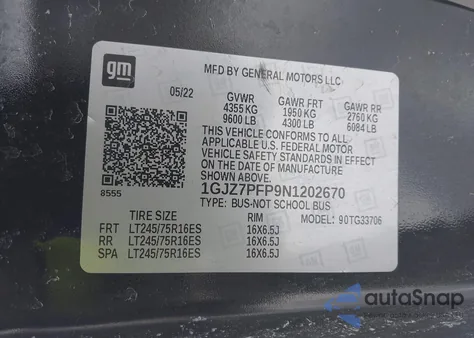 gm
MFD BY GENERAL MOTORS LLC
05/22 GVWR GAWR FRT GAWR RR
4355 KG 1950 KG 2760 KG
9600 LB 4300 LB 6084 LB
THIS VEHICLE CONFORMS TO ALL
APPLICABLE U.S. FEDERAL MOTOR
VEHICLE SAFETY STANDARDS IN EFFECT
ON THE DATE OF MANUFACTURE
SHOWN ABOVE.
1GJZ7PFP9N1202670
8555 TYPE: BUS-NOT SCHOOL BUS
TIRE SIZE RIM MODEL: 90TG33706
FRT LT245/75R16ES 16X6.5J
RR LT245/75R16ES 16X6.5J
SPA LT245/75R16ES 16X6.5J
autoSnap